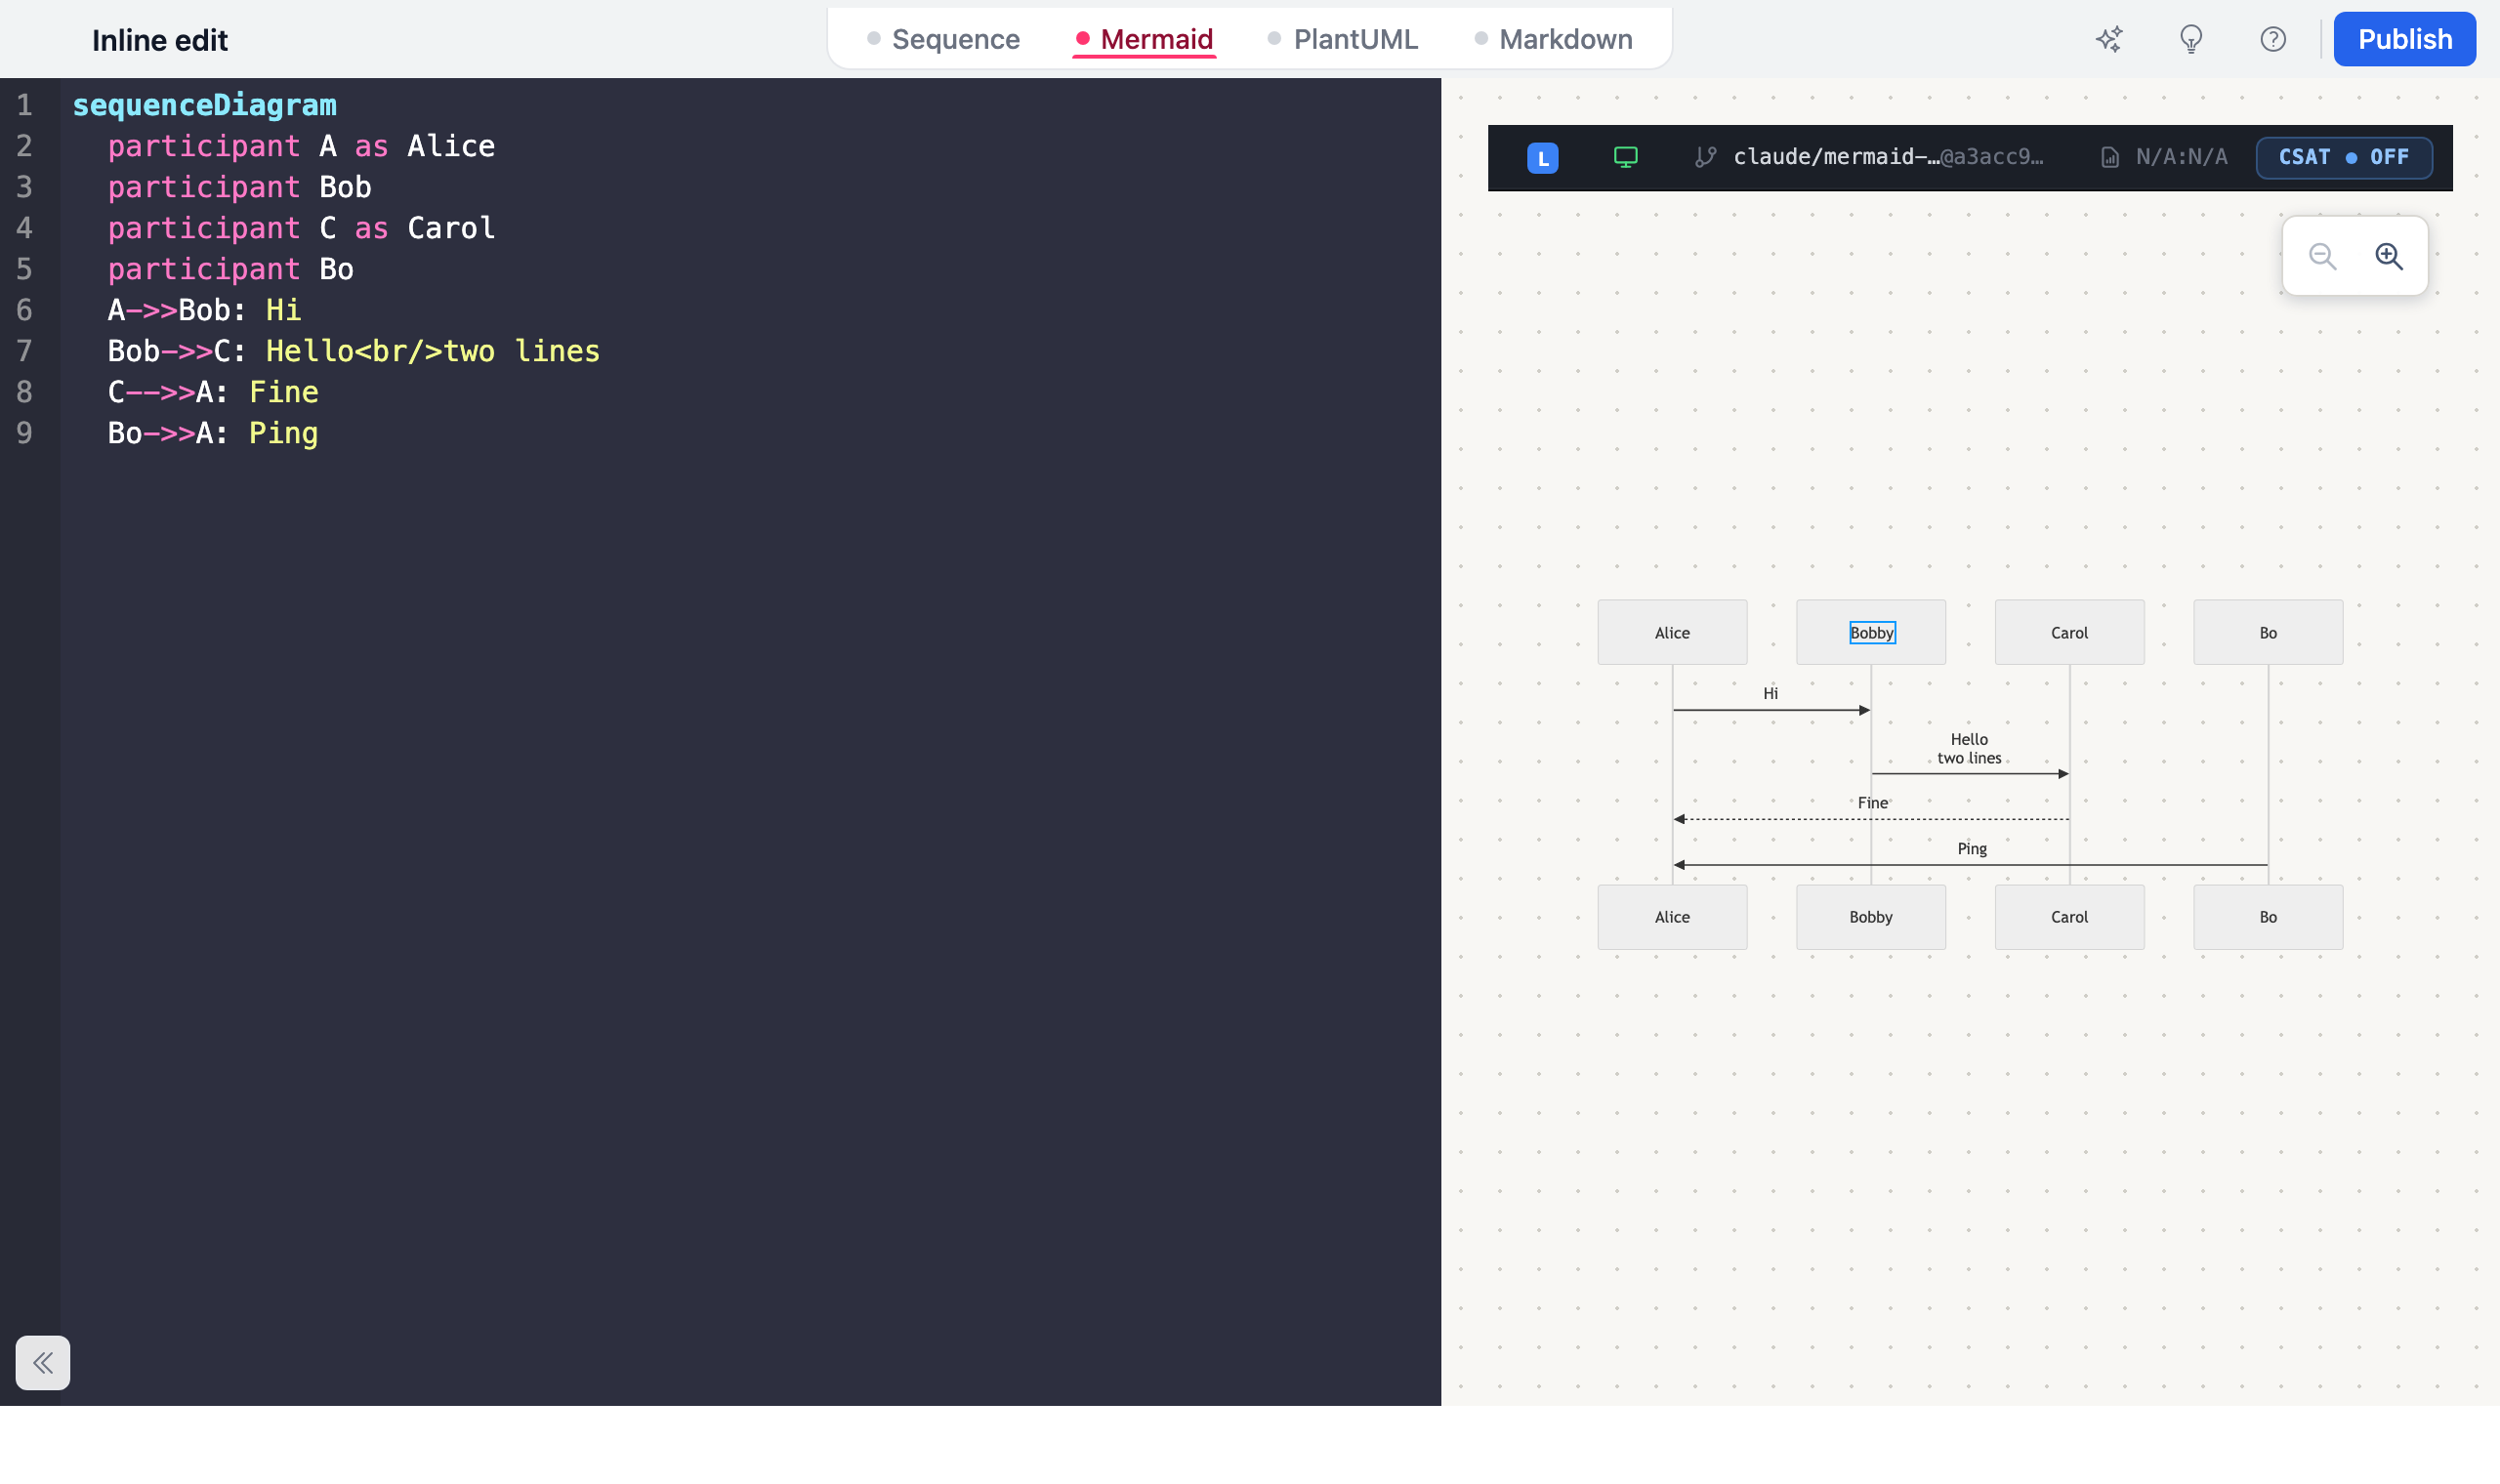 Inline edit
Sequence
Mermaid
PlantUML
Markdown
Publish
1 sequenceDiagram
2 participant A as Alice
3 participant Bob
4 participant C as Carol
5 participant Bo
6 A->>Bob: Hi
7 Bob->>C: Hello<br/>two lines
8 C-->>A: Fine
9 Bo->>A: Ping
L
claude/mermaid-…@a3acc9…
N/A:N/A
CSAT ● OFF
Alice
Bobby
Carol
Bo
Hi
Hello
two lines
Fine
Ping
Alice
Bobby
Carol
Bo